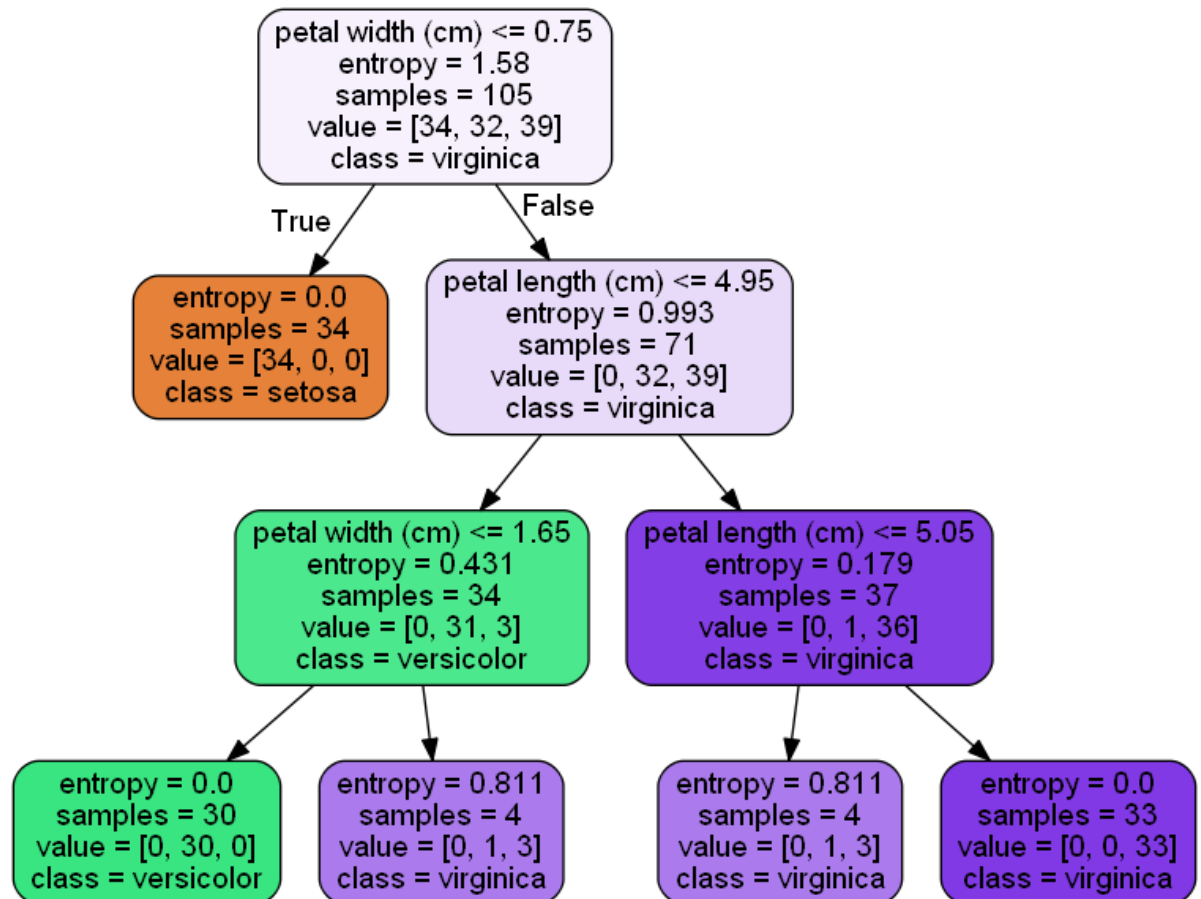 petal width (cm) <= 0.75
entropy = 1.58
samples = 105
value = [34, 32, 39]
class = virginica
True
False
entropy = 0.0
samples = 34
value = [34, 0, 0]
class = setosa
petal length (cm) <= 4.95
entropy = 0.993
samples = 71
value = [0, 32, 39]
class = virginica
petal width (cm) <= 1.65
entropy = 0.431
samples = 34
value = [0, 31, 3]
class = versicolor
petal length (cm) <= 5.05
entropy = 0.179
samples = 37
value = [0, 1, 36]
class = virginica
entropy = 0.0
samples = 30
value = [0, 30, 0]
class = versicolor
entropy = 0.811
samples = 4
value = [0, 1, 3]
class = virginica
entropy = 0.811
samples = 4
value = [0, 1, 3]
class = virginica
entropy = 0.0
samples = 33
value = [0, 0, 33]
class = virginica